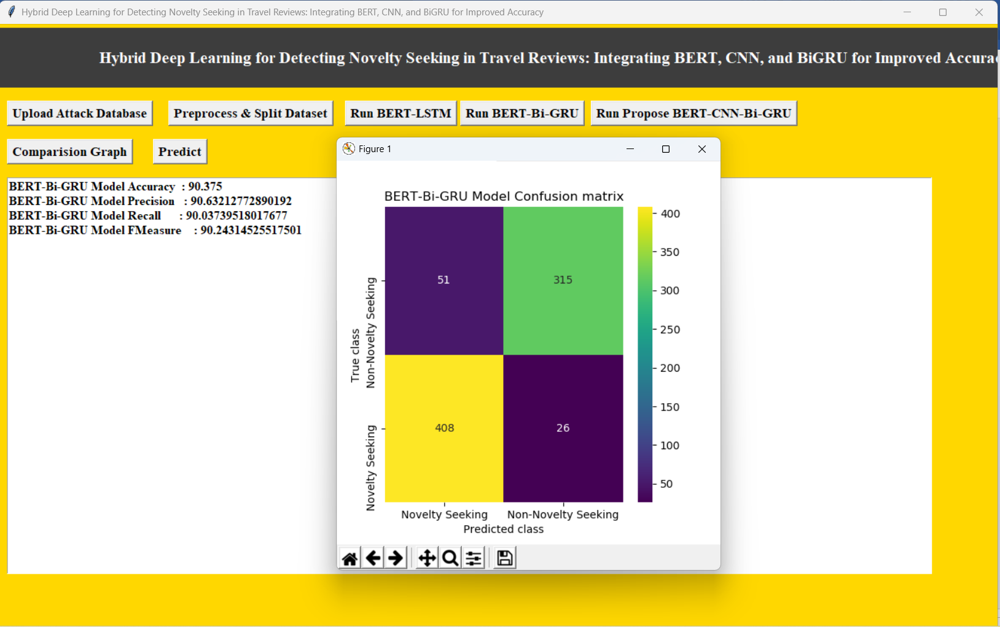 Hybrid Deep Learning for Detecting Novelty Seeking in Travel Reviews: Integrating BERT, CNN, and BiGRU for Improved Accuracy
Hybrid Deep Learning for Detecting Novelty Seeking in Travel Reviews: Integrating BERT, CNN, and BiGRU for Improved Accurac
Upload Attack Database
Preprocess & Split Dataset
Run BERT-LSTM
Run BERT-Bi-GRU
Run Propose BERT-CNN-Bi-GRU
Comparision Graph
Predict
BERT-Bi-GRU Model Accuracy : 90.375
BERT-Bi-GRU Model Precision : 90.63212772890192
BERT-Bi-GRU Model Recall : 90.03739518017677
BERT-Bi-GRU Model FMeasure : 90.24314525517501
Figure 1
BERT-Bi-GRU Model Confusion matrix
True class
Non-Novelty Seeking
Novelty Seeking
51
315
408
26
Novelty Seeking
Non-Novelty Seeking
Predicted class
400
350
300
250
200
150
100
50